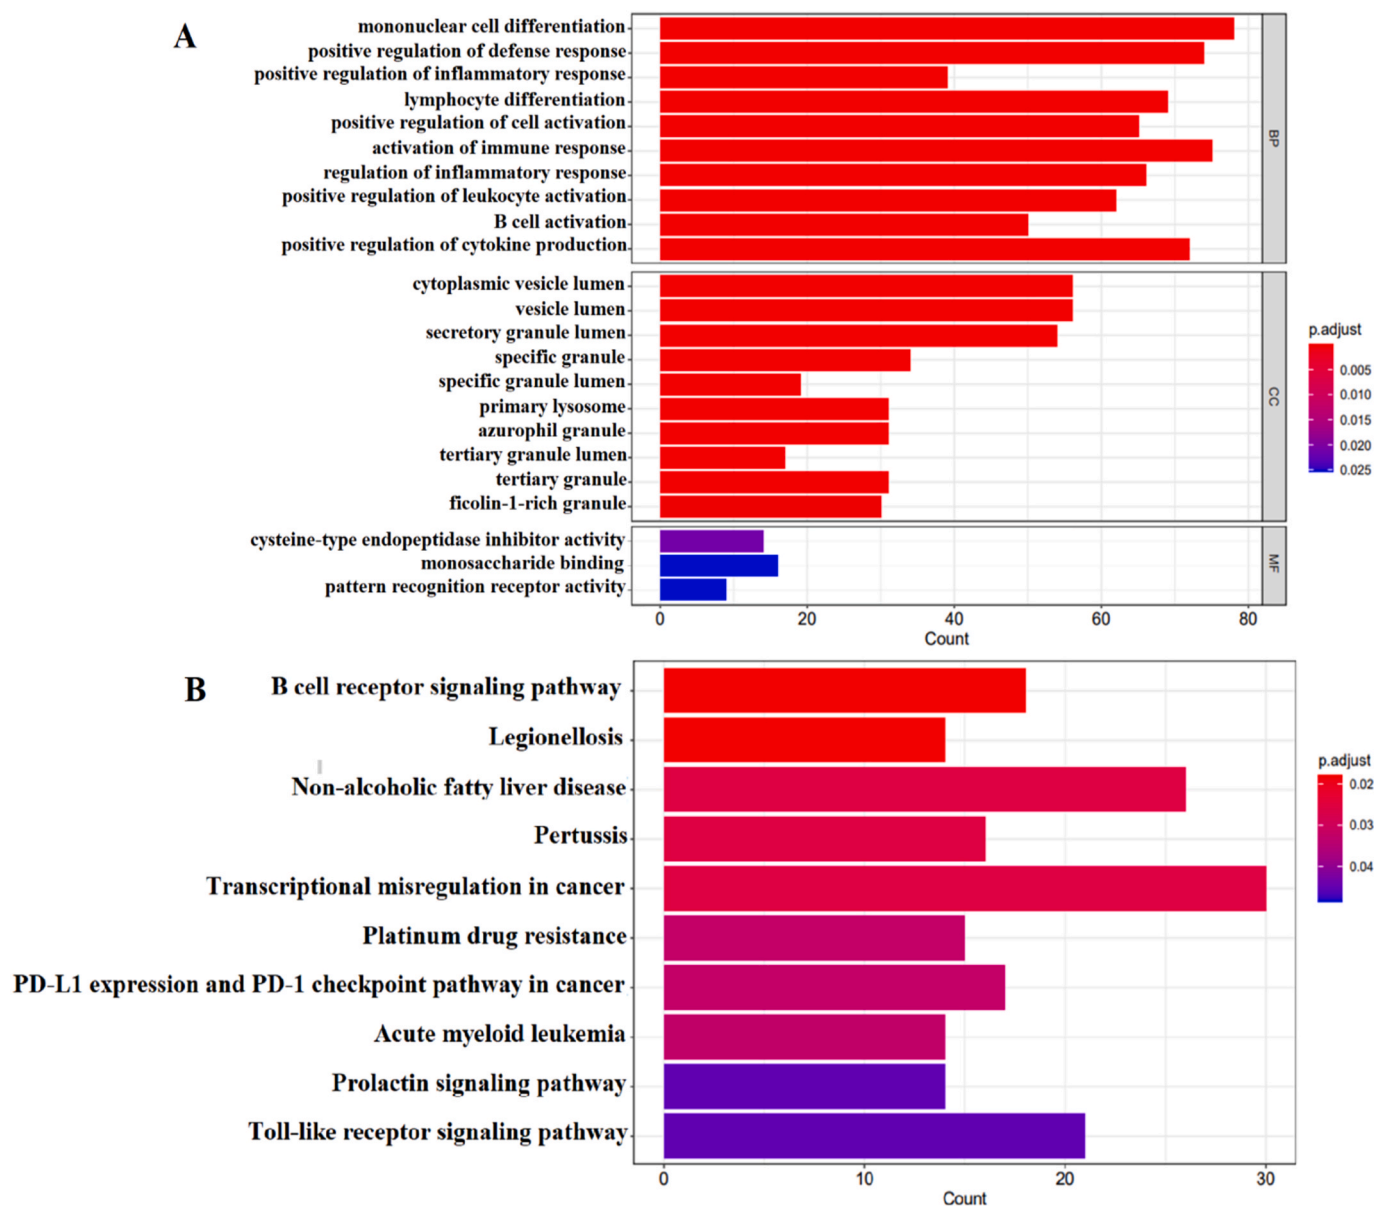 A
mononuclear cell differentiation
positive regulation of defense response
positive regulation of inflammatory response
lymphocyte differentiation
positive regulation of cell activation
activation of immune response
regulation of inflammatory response
positive regulation of leukocyte activation
B cell activation
positive regulation of cytokine production
BP
cytoplasmic vesicle lumen
vesicle lumen
secretory granule lumen
specific granule
specific granule lumen
primary lysosome
azurophil granule
tertiary granule lumen
tertiary granule
ficolin-1-rich granule
CC
cysteine-type endopeptidase inhibitor activity
monosaccharide binding
pattern recognition receptor activity
MF
0 20 40 60 80
Count
p.adjust
0.005
0.010
0.015
0.020
0.025
B
B cell receptor signaling pathway
Legionellosis
Non-alcoholic fatty liver disease
Pertussis
Transcriptional misregulation in cancer
Platinum drug resistance
PD-L1 expression and PD-1 checkpoint pathway in cancer
Acute myeloid leukemia
Prolactin signaling pathway
Toll-like receptor signaling pathway
0 10 20 30
Count
p.adjust
0.02
0.03
0.04